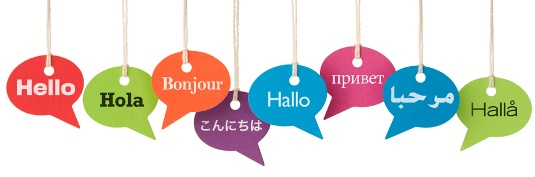 Hello
Hola
Bonjour
こんにちは
Hallo
привет
مرحبا
Hallå